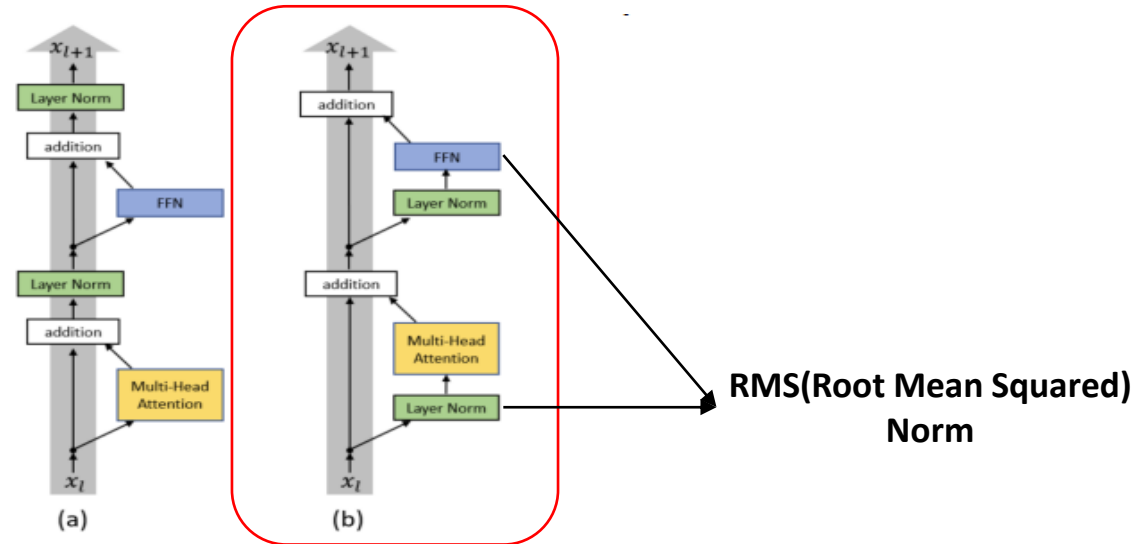 x_{l+1}
Layer Norm
addition
FFN
Layer Norm
addition
Multi-Head
Attention
x_l
(a)
x_{l+1}
addition
FFN
Layer Norm
addition
Multi-Head
Attention
Layer Norm
x_l
(b)
RMS(Root Mean Squared)
Norm